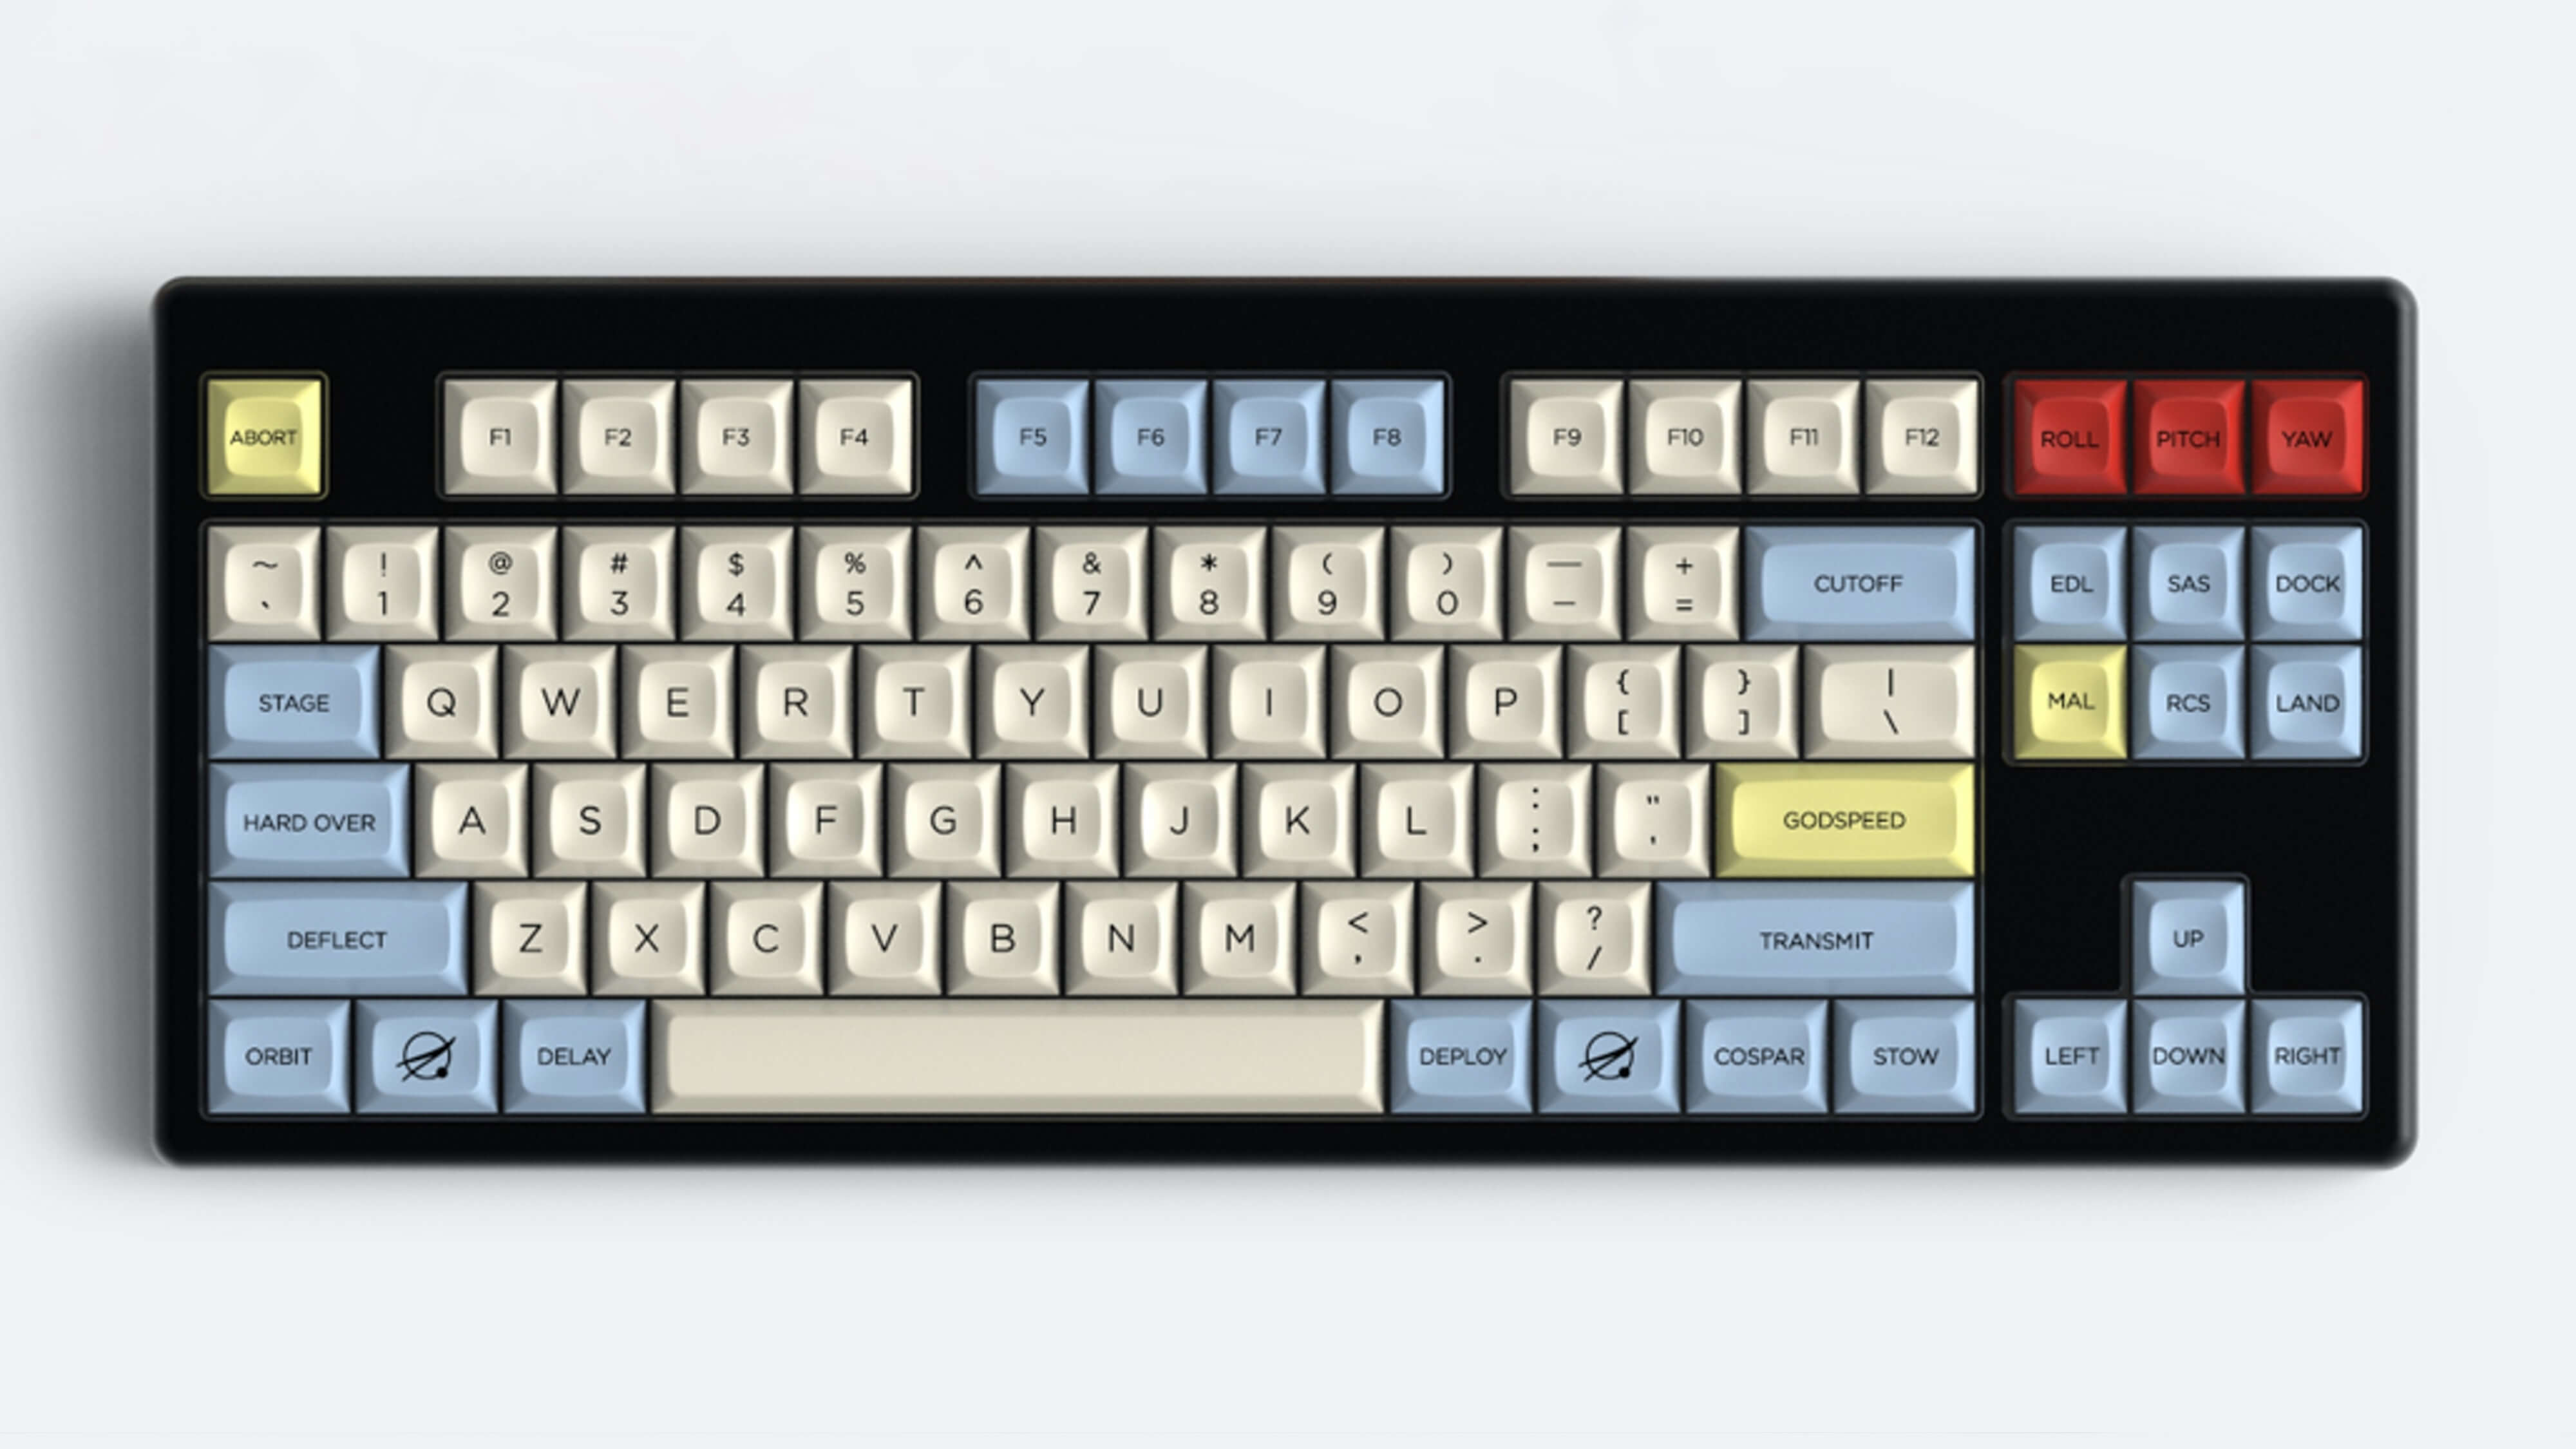 ABORT F1 F2 F3 F4 F5 F6 F7 F8 F9 F10 F11 F12 ROLL PITCH YAW
~ ! @ # $ % ^ & * ( ) — +
` 1 2 3 4 5 6 7 8 9 0 – = CUTOFF EDL SAS DOCK
STAGE Q W E R T Y U I O P { [ } ] | \ MAL RCS LAND
HARD OVER A S D F G H J K L : ; " ' GODSPEED
DEFLECT Z X C V B N M < , > . ? / TRANSMIT UP
ORBIT DELAY DEPLOY COSPAR STOW LEFT DOWN RIGHT